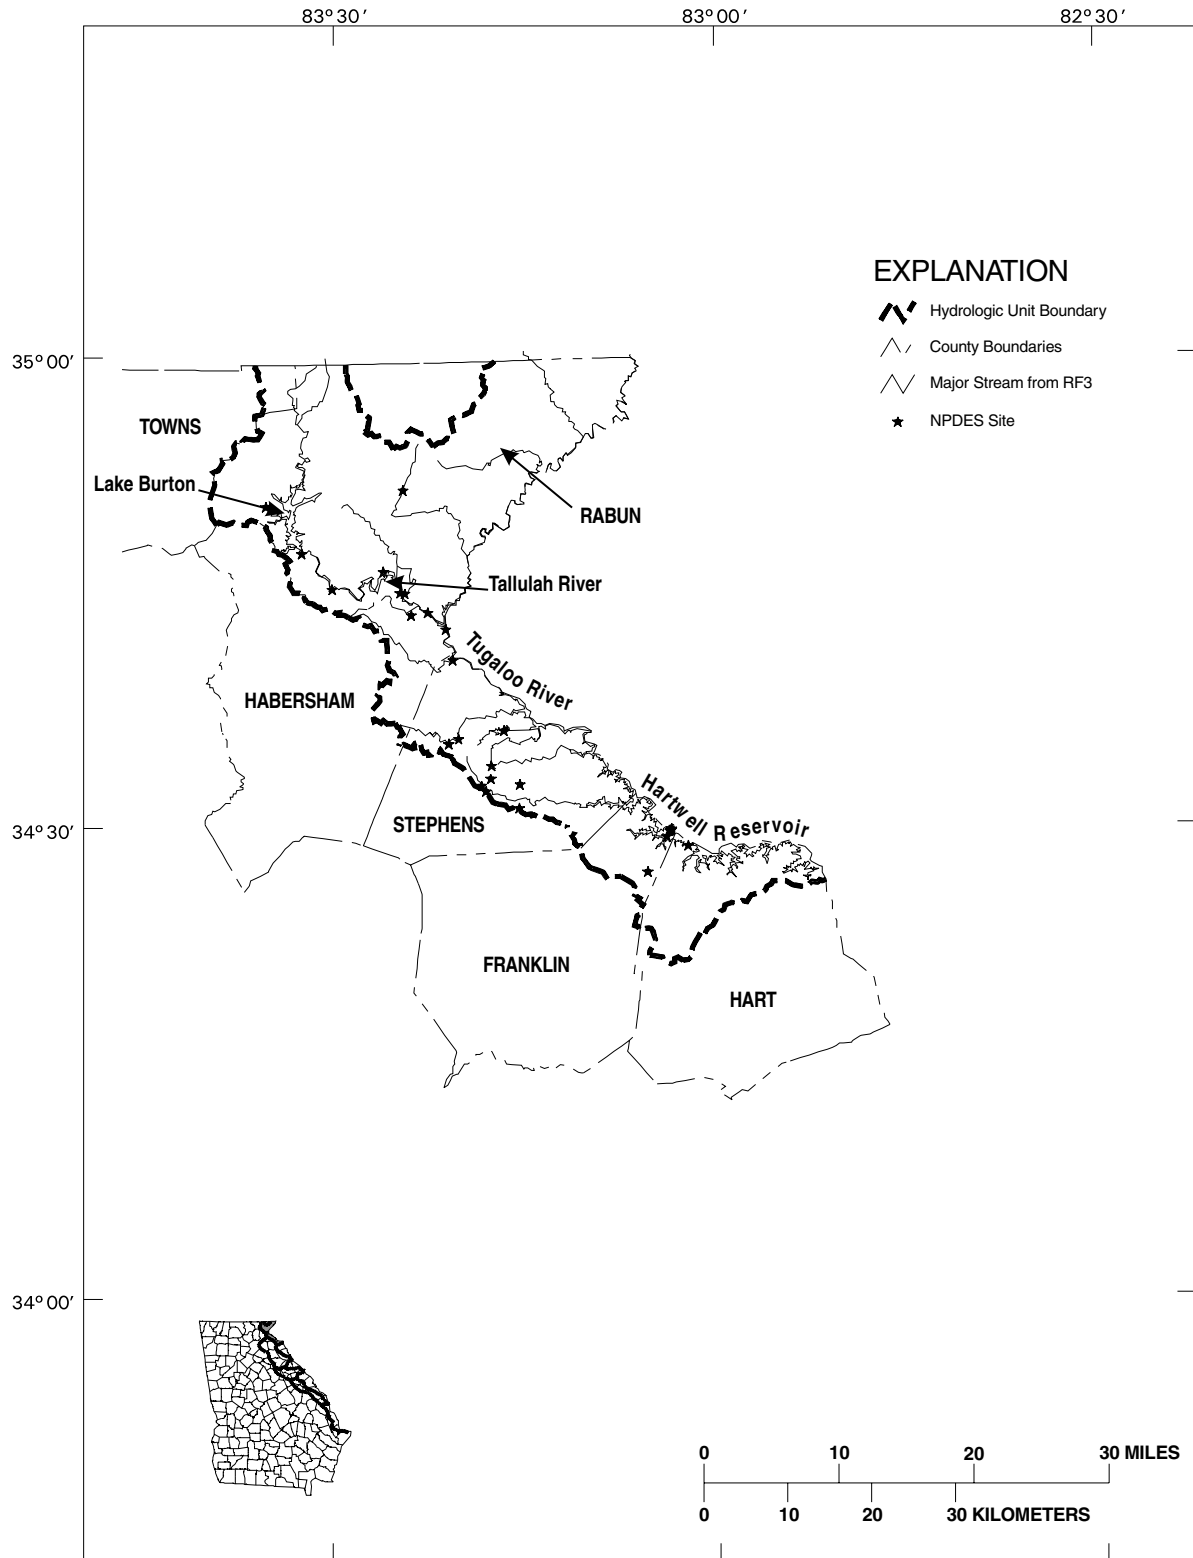 83° 30′ 83° 00′ 82° 30′
EXPLANATION
Hydrologic Unit Boundary
County Boundaries
Major Stream from RF3
NPDES Site
35° 00′
TOWNS
Lake Burton
RABUN
Tallulah River
Tugaloo River
HABERSHAM
Hartwell Reservoir
34° 30′
STEPHENS
FRANKLIN
HART
34° 00′
0 10 20 30 MILES
0 10 20 30 KILOMETERS